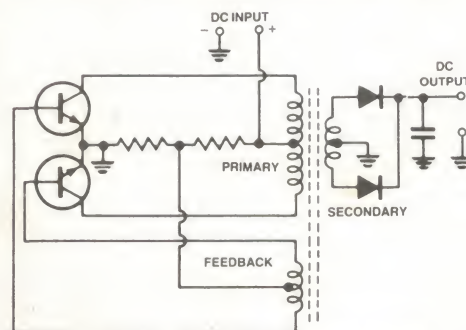 DC INPUT
− +
DC
OUTPUT
PRIMARY
SECONDARY
FEEDBACK